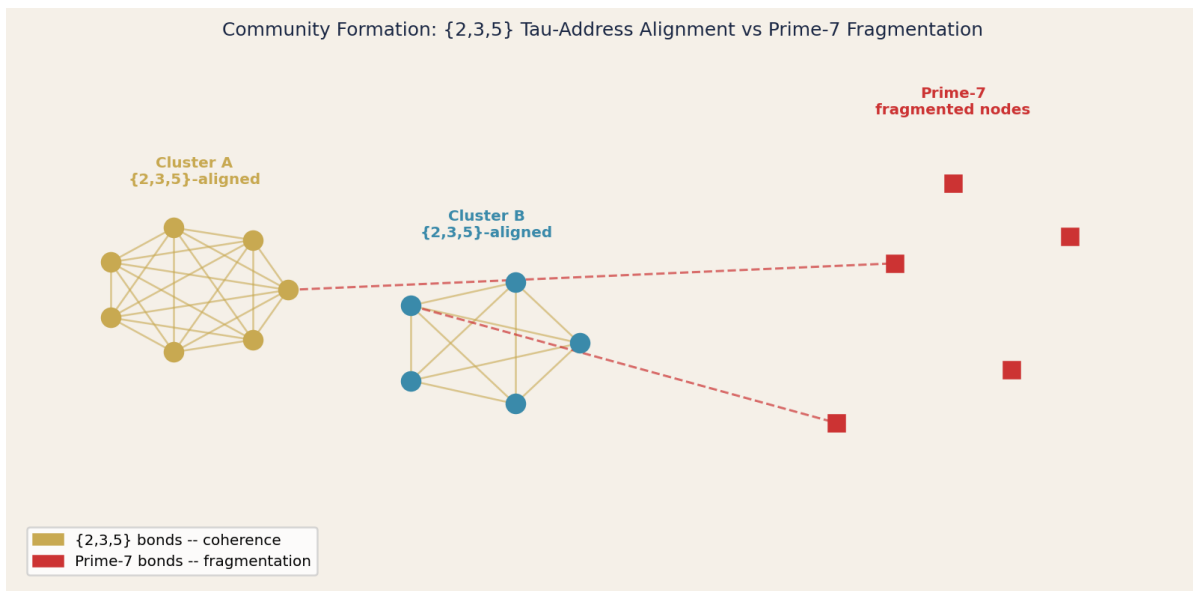 Community Formation: {2,3,5} Tau-Address Alignment vs Prime-7 Fragmentation
Prime-7
fragmented nodes
Cluster A
{2,3,5}-aligned
Cluster B
{2,3,5}-aligned
{2,3,5} bonds -- coherence
Prime-7 bonds -- fragmentation